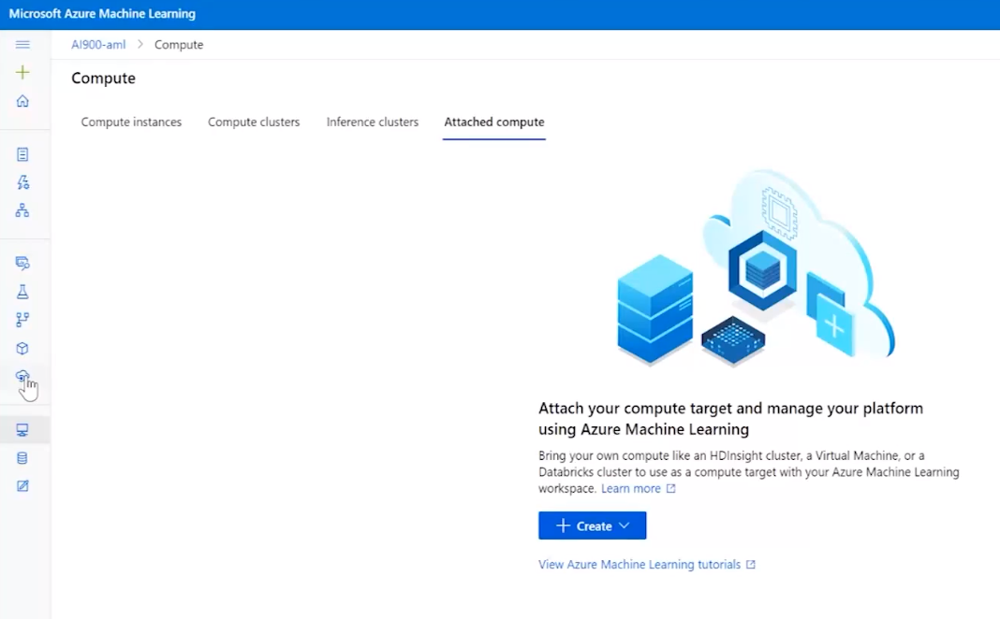 Microsoft Azure Machine Learning
AI900-aml > Compute
Compute
Compute instances Compute clusters Inference clusters Attached compute
Attach your compute target and manage your platform
using Azure Machine Learning
Bring your own compute like an HDInsight cluster, a Virtual Machine, or a
Databricks cluster to use as a compute target with your Azure Machine Learning
workspace. Learn more
Create
View Azure Machine Learning tutorials